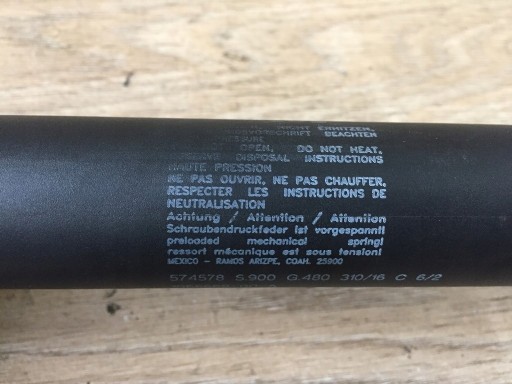 NICHT ERHITZEN.
VORSCHRIFT BEACHTEN
OPEN. DO NOT HEAT.
DISPOSAL INSTRUCTIONS
HAUTE PRESSION
NE PAS OUVRIR, NE PAS CHAUFFER,
RESPECTER LES INSTRUCTIONS DE
NEUTRALISATION
Achtung / Attention / Attention
Schraubendruckfeder ist vorgespannt!
preloaded mechanical spring!
ressort mécanique est sous tension!
MEXICO - RAMOS ARIZPE, COAH. 25900
574578 S.900 G.480 310/16 C 6/2